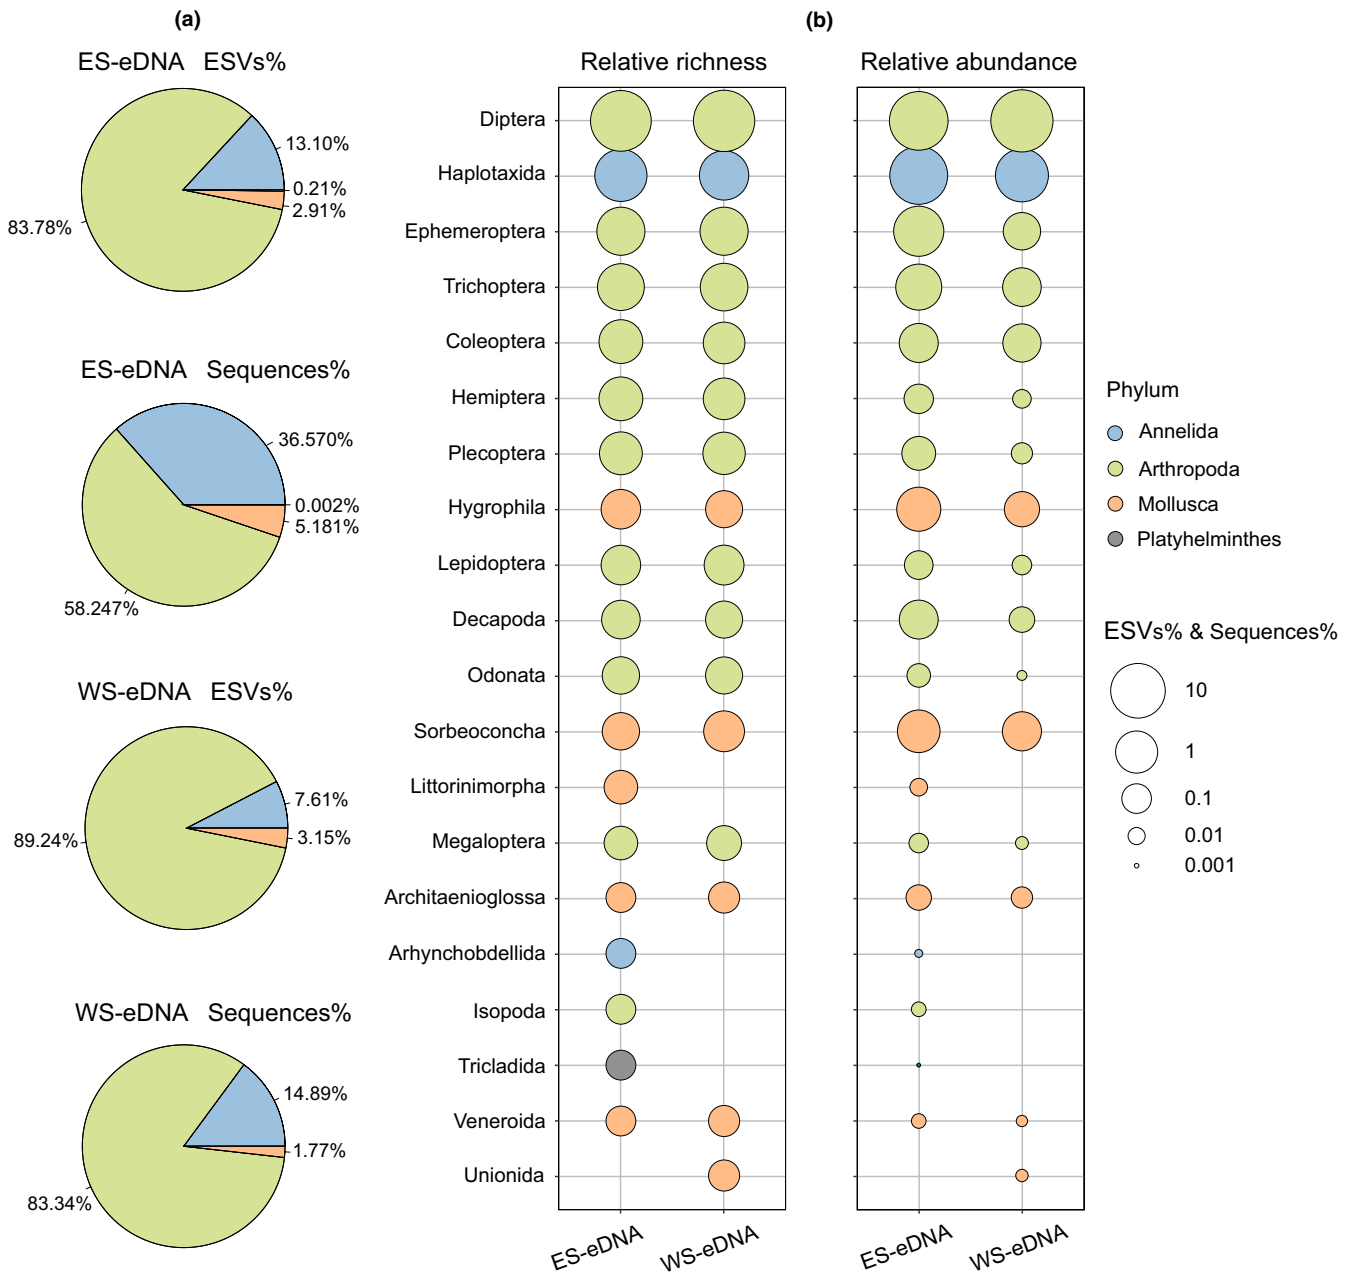 (a)
ES-eDNA ESVs%
13.10%
0.21%
2.91%
83.78%
ES-eDNA Sequences%
36.570%
0.002%
5.181%
58.247%
WS-eDNA ESVs%
7.61%
3.15%
89.24%
WS-eDNA Sequences%
14.89%
1.77%
83.34%
(b)
Relative richness
Relative abundance
Diptera
Haplotaxida
Ephemeroptera
Trichoptera
Coleoptera
Hemiptera
Plecoptera
Hygrophila
Lepidoptera
Decapoda
Odonata
Sorbeoconcha
Littorinimorpha
Megaloptera
Architaenioglossa
Arhynchobdellida
Isopoda
Tricladida
Veneroida
Unionida
ES-eDNA
WS-eDNA
ES-eDNA
WS-eDNA
Phylum
Annelida
Arthropoda
Mollusca
Platyhelminthes
ESVs% & Sequences%
10
1
0.1
0.01
0.001